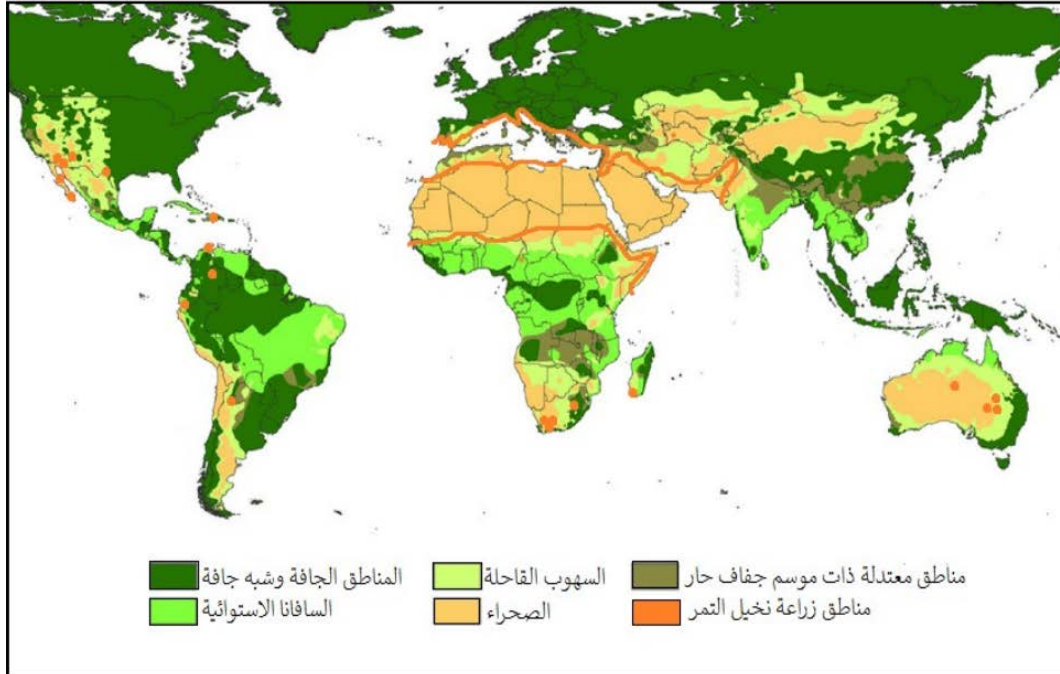 مناطق معتدلة ذات موسم جفاف حار
السهوب القاحلة
المناطق الجافة وشبه جافة
مناطق زراعة نخيل التمر
الصحراء
السافانا الاستوائية